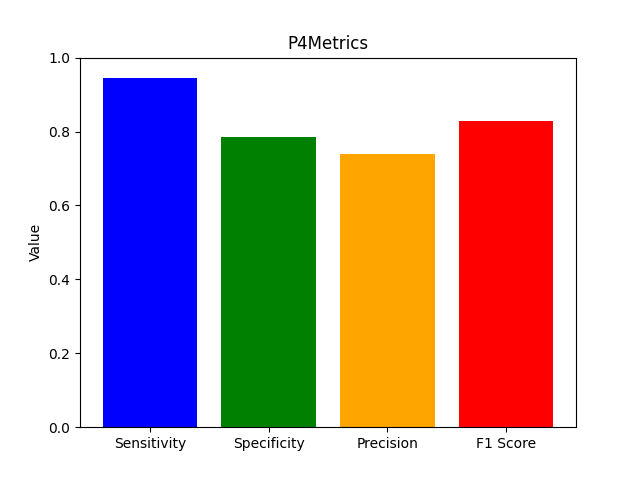 P4Metrics
1.0
0.8
0.6
0.4
0.2
0.0
Value
Sensitivity
Specificity
Precision
F1 Score